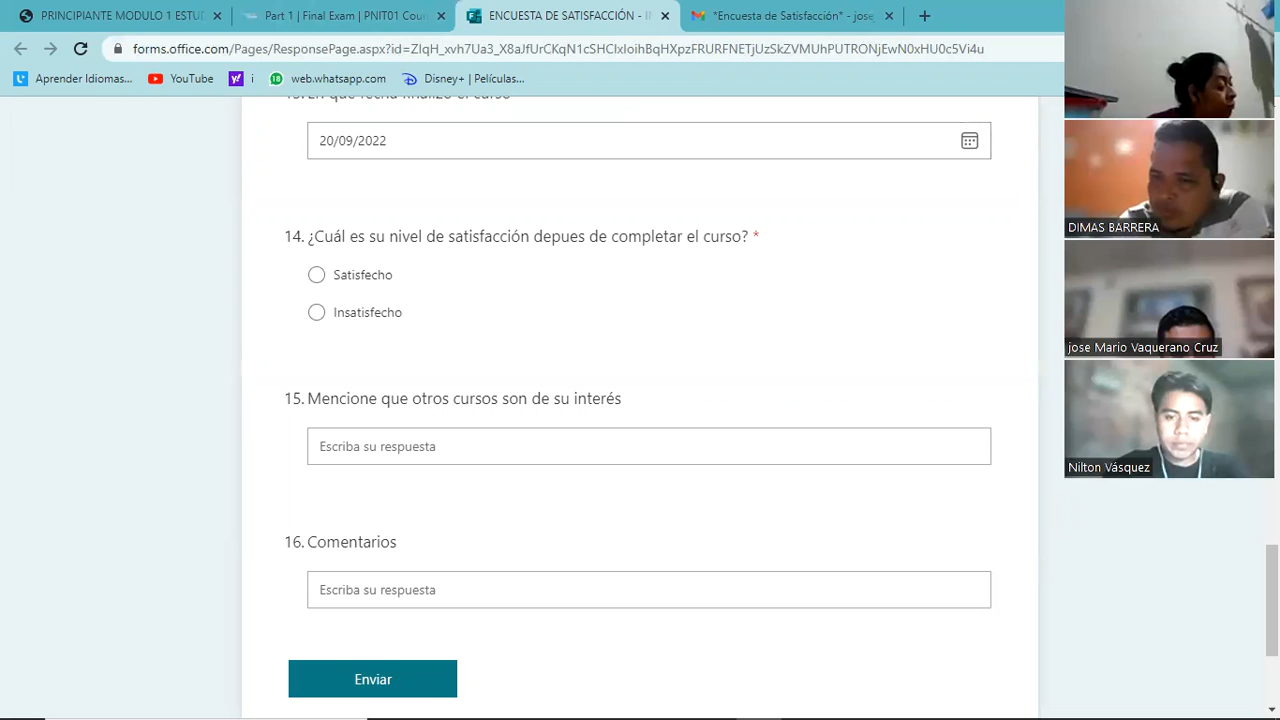 PRINCIPIANTE MODULO 1 ESTUD
Part 1 | Final Exam | PNIT01 Cou
ENCUESTA DE SATISFACCIÓN - I
*Encuesta de Satisfacción* - jose
forms.office.com/Pages/ResponsePage.aspx?id=ZIqH_xvh7Ua3_X8aJfUrCKqN1cSHCIxIoihBqHXpzFRURFNETjUzSkZVMUhPUTRONjEwN0xHU0c5Vi4u
Aprender Idiomas...
YouTube
i
web.whatsapp.com
Disney+ | Películas...
20/09/2022
14. ¿Cuál es su nivel de satisfacción depues de completar el curso? *
Satisfecho
Insatisfecho
15. Mencione que otros cursos son de su interés
Escriba su respuesta
16. Comentarios
Escriba su respuesta
Enviar
DIMAS BARRERA
jose Mario Vaquerano Cruz
Nilton Vásquez